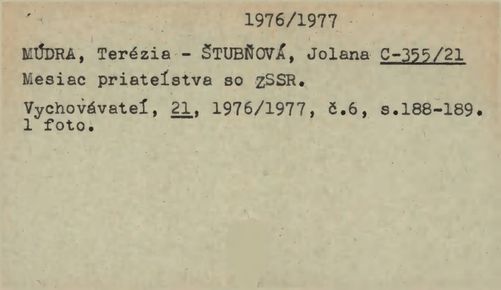 1976/1977
MÚDRA, Terézia - ŠTUBŇOVÁ, Jolana C-355/21
Mesiac priateľstva so ZSSR.
Vychovávateľ, 21, 1976/1977, č.6, s.188-189.
1 foto.